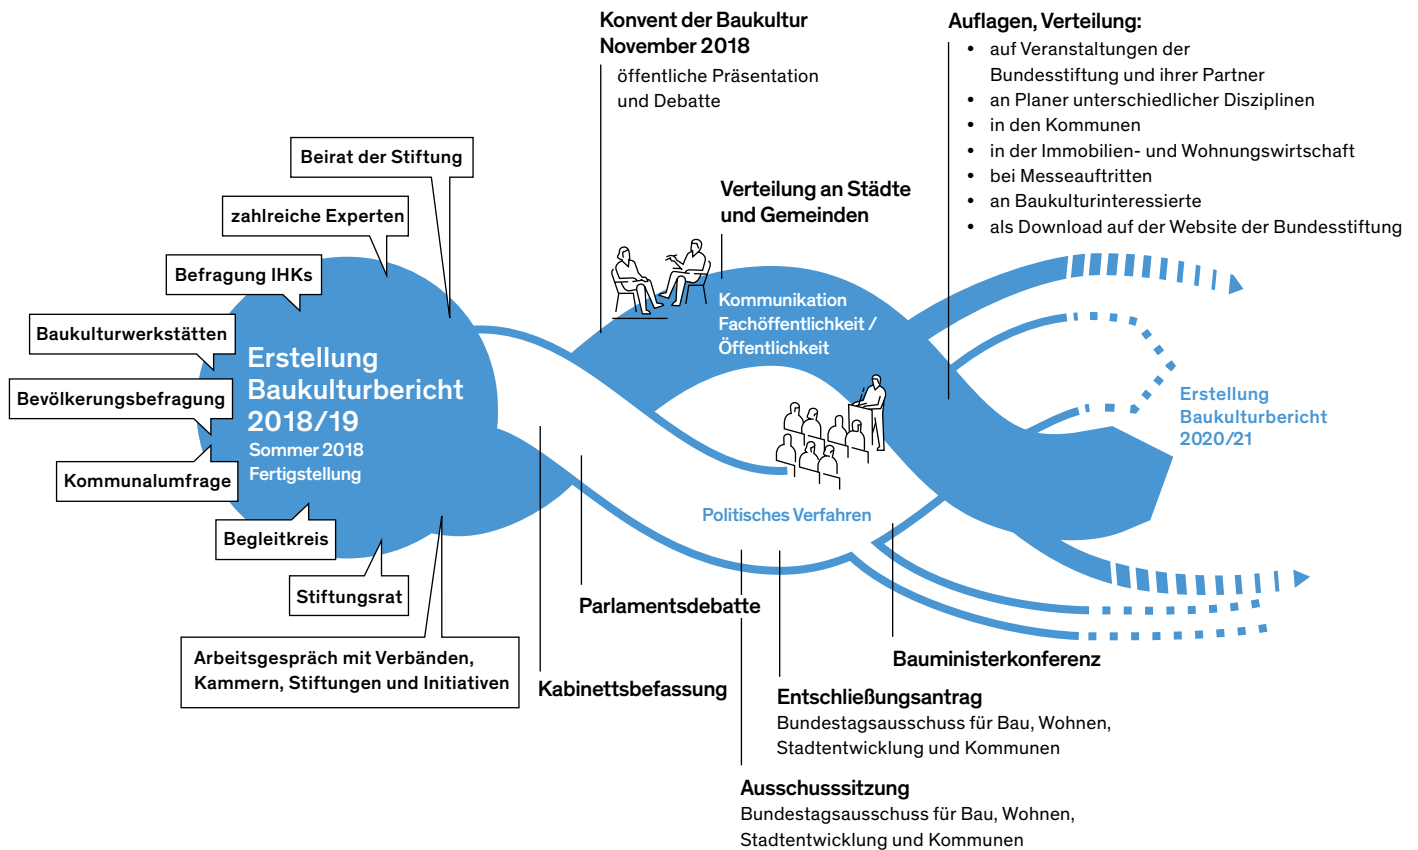 Konvent der Baukultur
November 2018
öffentliche Präsentation
und Debatte
Auflagen, Verteilung:
• auf Veranstaltungen der
Bundesstiftung und ihrer Partner
• an Planer unterschiedlicher Disziplinen
• in den Kommunen
• in der Immobilien- und Wohnungswirtschaft
• bei Messeauftritten
• an Baukulturinteressierte
• als Download auf der Website der Bundesstiftung
Verteilung an Städte
und Gemeinden
Beirat der Stiftung
zahlreiche Experten
Befragung IHKs
Baukulturwerkstätten
Bevölkerungsbefragung
Kommunalumfrage
Begleitkreis
Stiftungsrat
Arbeitsgespräch mit Verbänden,
Kammern, Stiftungen und Initiativen
Erstellung
Baukulturbericht
2018/19
Sommer 2018
Fertigstellung
Kommunikation
Fachöffentlichkeit /
Öffentlichkeit
Politisches Verfahren
Erstellung
Baukulturbericht
2020/21
Kabinettsbefassung
Parlamentsdebatte
Bauministerkonferenz
Entschließungsantrag
Bundestagsausschuss für Bau, Wohnen,
Stadtentwicklung und Kommunen
Ausschusssitzung
Bundestagsausschuss für Bau, Wohnen,
Stadtentwicklung und Kommunen